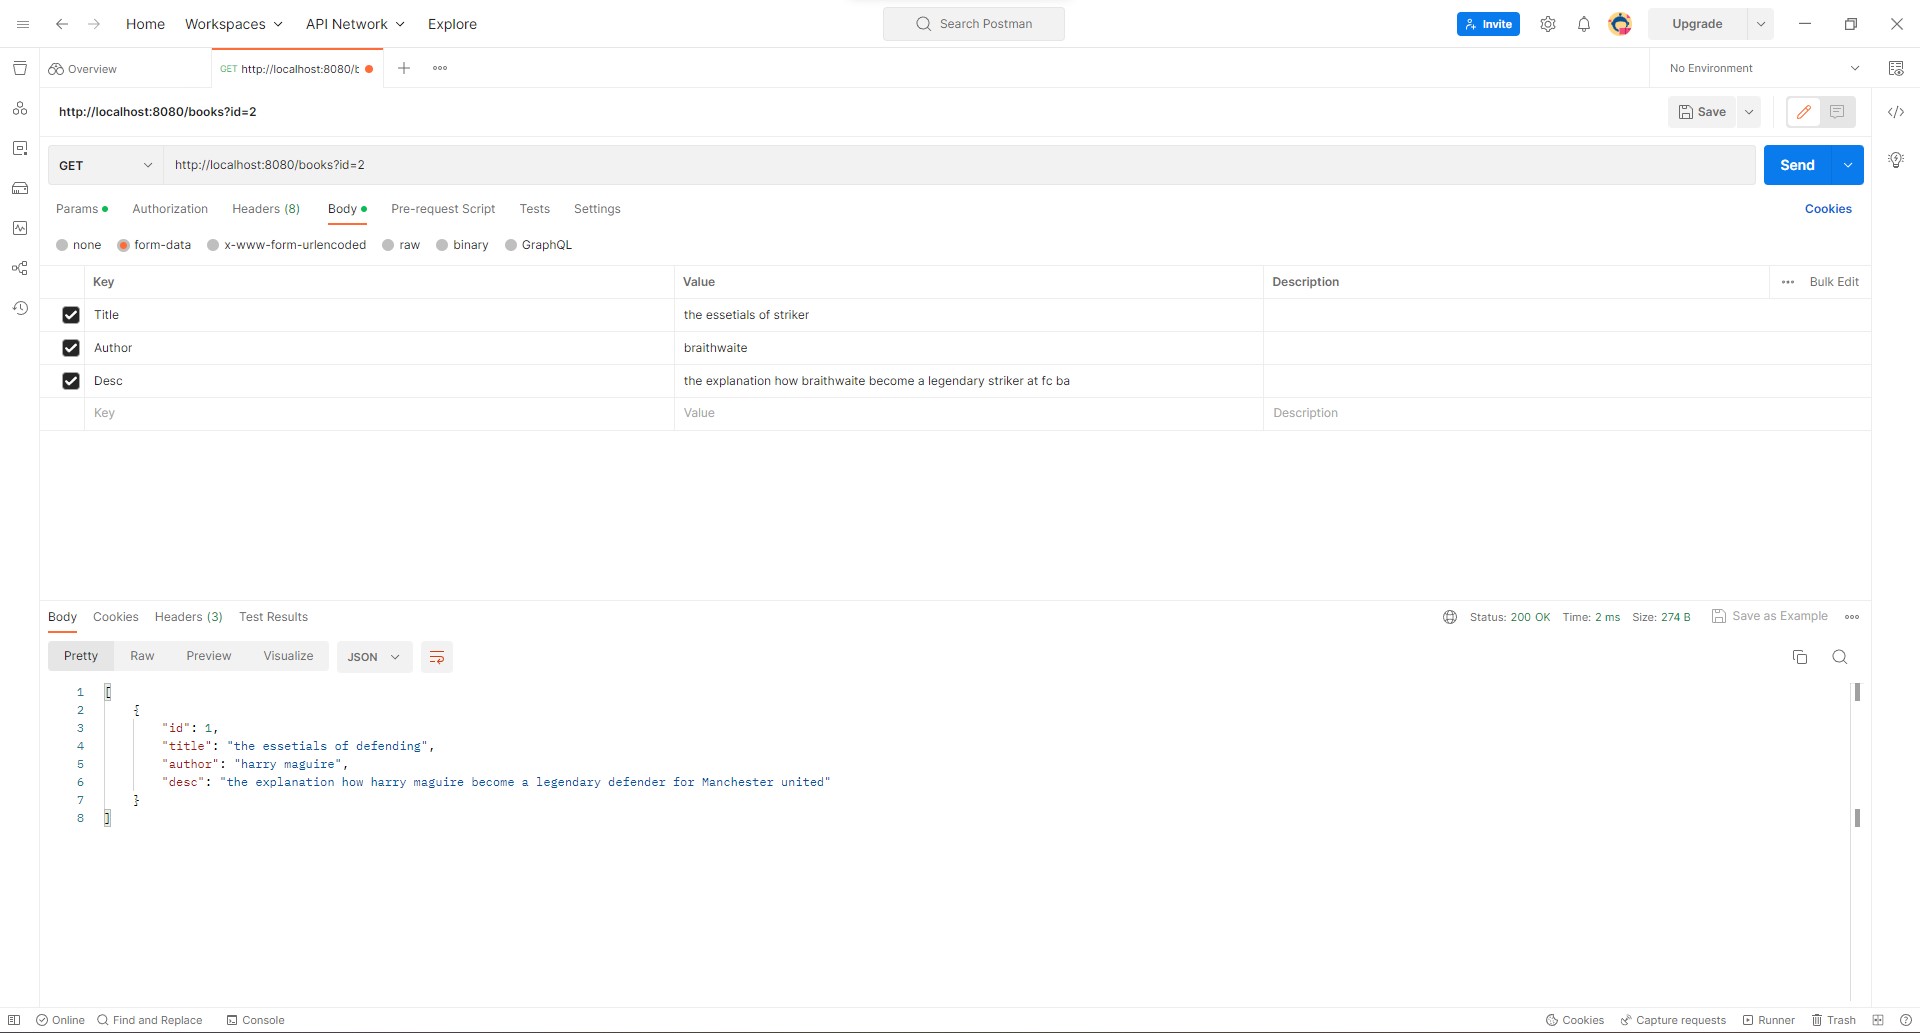 Home Workspaces API Network Explore Search Postman Invite Upgrade
Overview GET http://localhost:8080/b No Environment
http://localhost:8080/books?id=2 Save
GET http://localhost:8080/books?id=2 Send
Params Authorization Headers (8) Body Pre-request Script Tests Settings Cookies
none form-data x-www-form-urlencoded raw binary GraphQL
Key Value Description Bulk Edit
Title the essetials of striker
Author braithwaite
Desc the explanation how braithwaite become a legendary striker at fc ba
Key Value Description
Body Cookies Headers (3) Test Results Status: 200 OK Time: 2 ms Size: 274 B Save as Example
Pretty Raw Preview Visualize JSON
1 [
2 {
3 "id": 1,
4 "title": "the essetials of defending",
5 "author": "harry maguire",
6 "desc": "the explanation how harry maguire become a legendary defender for Manchester united"
7 }
8 ]
Online Find and Replace Console Cookies Capture requests Runner Trash